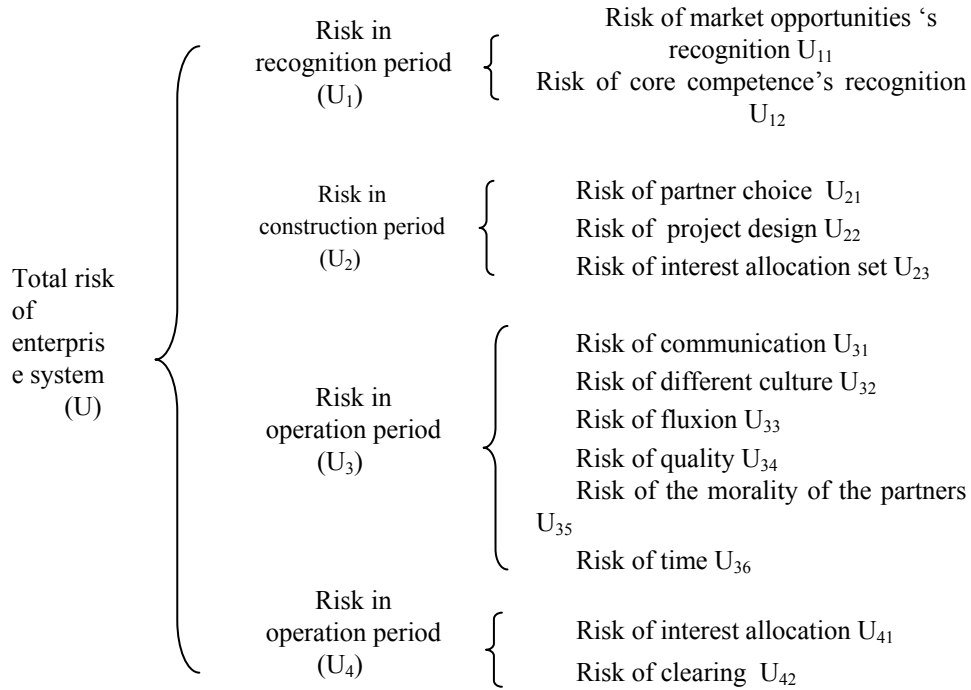 Total risk
of
enterpris
e system
(U)
Risk in
recognition period
(U₁)
Risk of market opportunities ‘s
recognition U₁₁
Risk of core competence’s recognition
U₁₂
Risk in
construction period
(U₂)
Risk of partner choice U₂₁
Risk of project design U₂₂
Risk of interest allocation set U₂₃
Risk in
operation period
(U₃)
Risk of communication U₃₁
Risk of different culture U₃₂
Risk of fluxion U₃₃
Risk of quality U₃₄
Risk of the morality of the partners
U₃₅
Risk of time U₃₆
Risk in
operation period
(U₄)
Risk of interest allocation U₄₁
Risk of clearing U₄₂